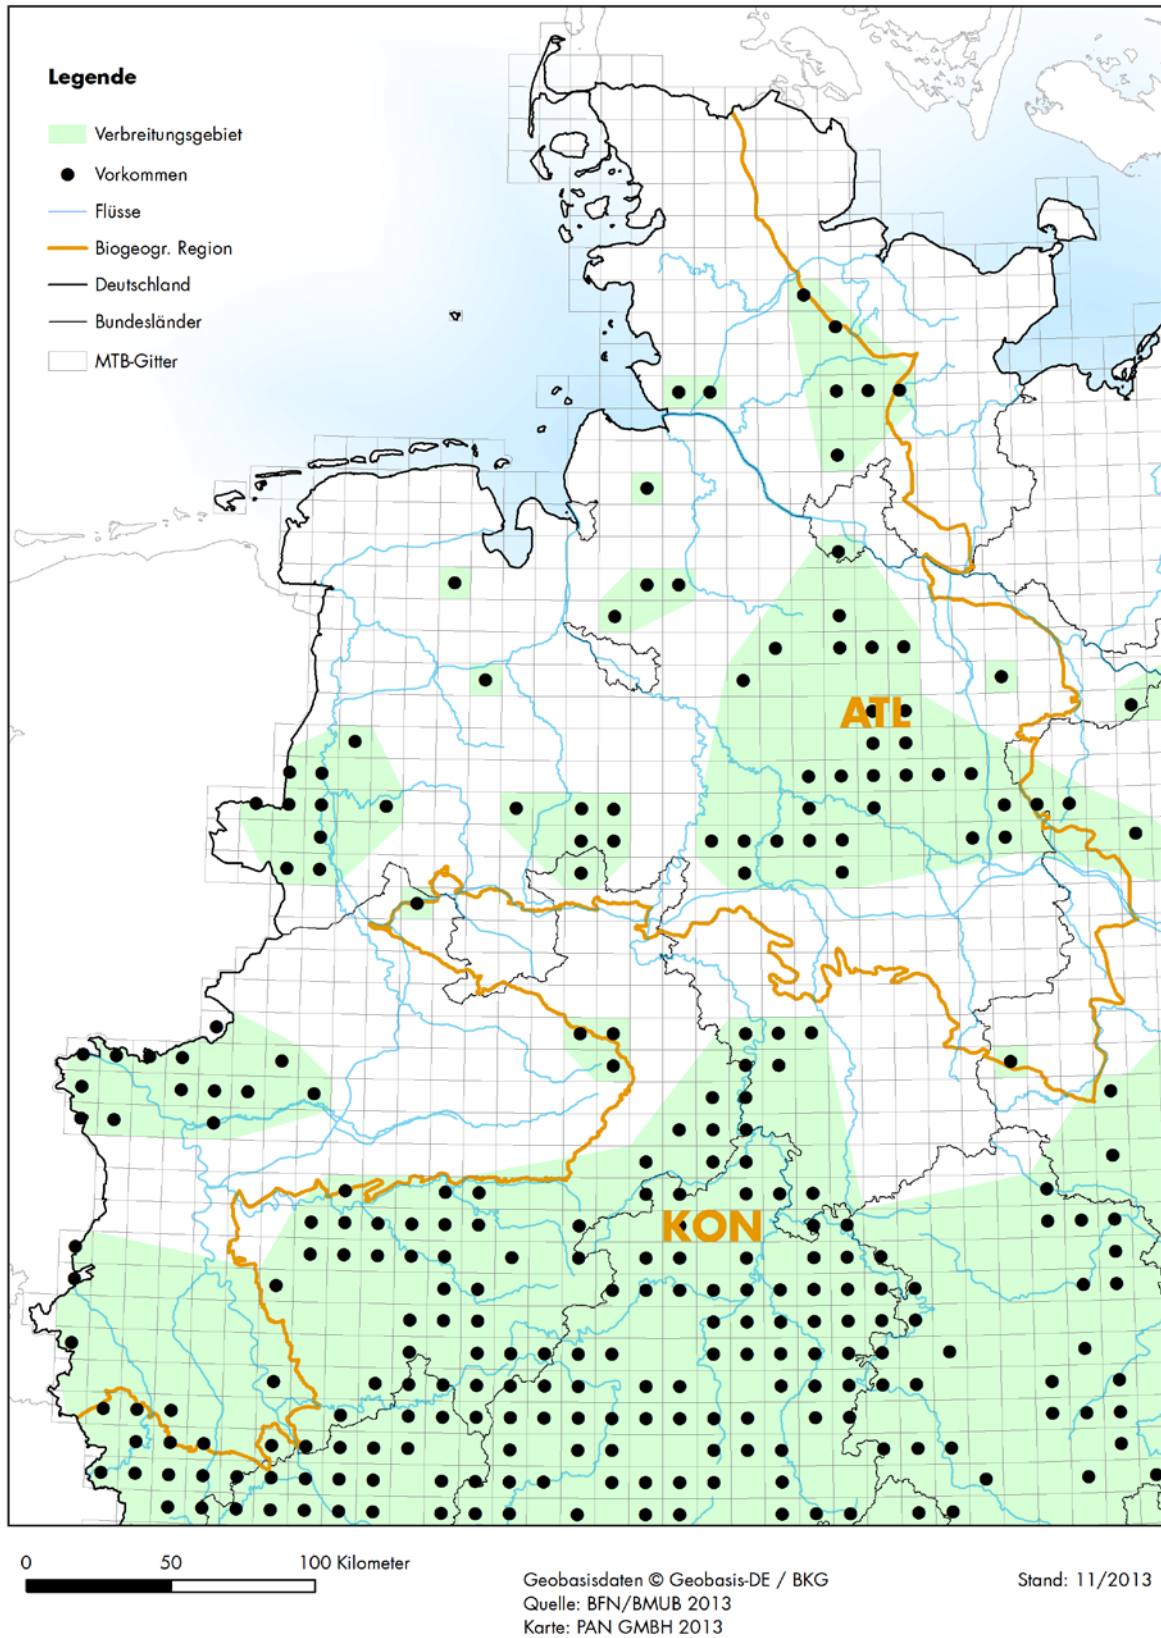 Legende
Verbreitungsgebiet
Vorkommen
Flüsse
Biogeogr. Region
Deutschland
Bundesländer
MTB-Gitter
ATL
KON
0 50 100 Kilometer
Geobasisdaten © Geobasis-DE / BKG
Quelle: BFN/BMUB 2013
Karte: PAN GMBH 2013
Stand: 11/2013